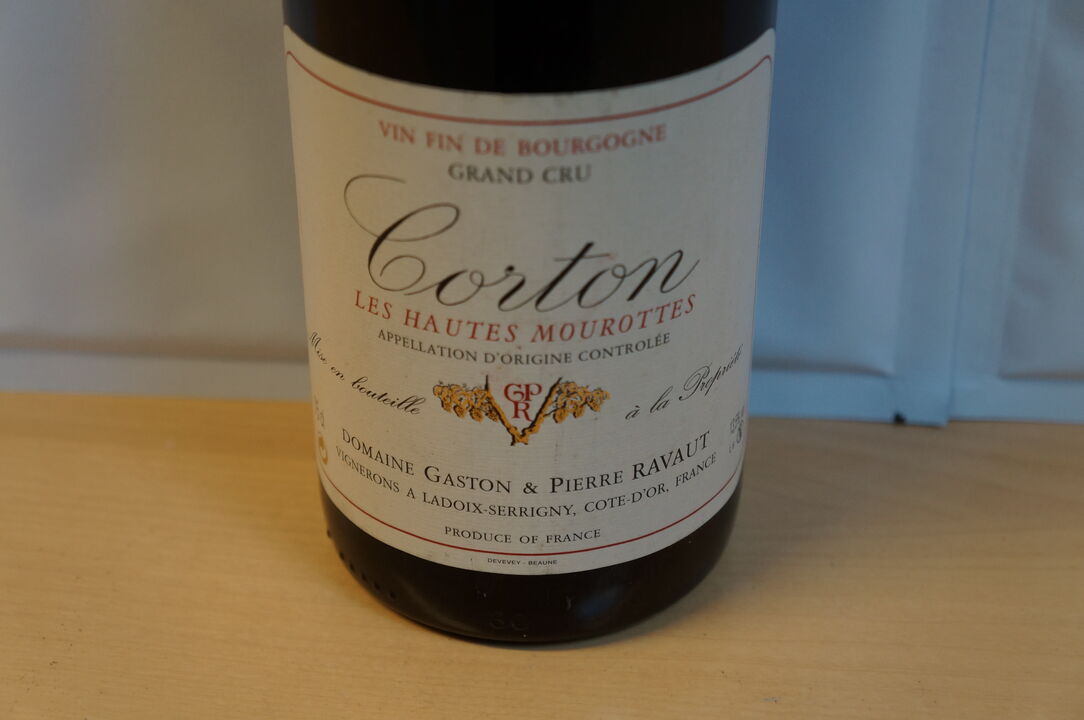 VIN FIN DE BOURGOGNE
GRAND CRU
Corton
LES HAUTES MOUROTTES
APPELLATION D'ORIGINE CONTROLÉE
Mise en bouteille à la Propriété
GPR
DOMAINE GASTON & PIERRE RAVAUT
VIGNERONS A LADOIX-SERRIGNY, COTE-D'OR, FRANCE
PRODUCE OF FRANCE
DEVEVEY - BEAUNE